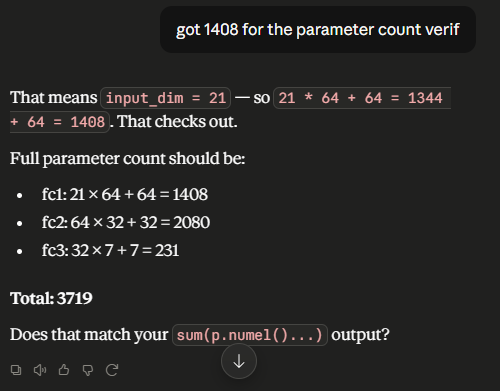 got 1408 for the parameter count verif
That means input_dim = 21 — so 21 * 64 + 64 = 1344
+ 64 = 1408. That checks out.
Full parameter count should be:
• fc1: 21 × 64 + 64 = 1408
• fc2: 64 × 32 + 32 = 2080
• fc3: 32 × 7 + 7 = 231
Total: 3719
Does that match your sum(p.numel()...) output?